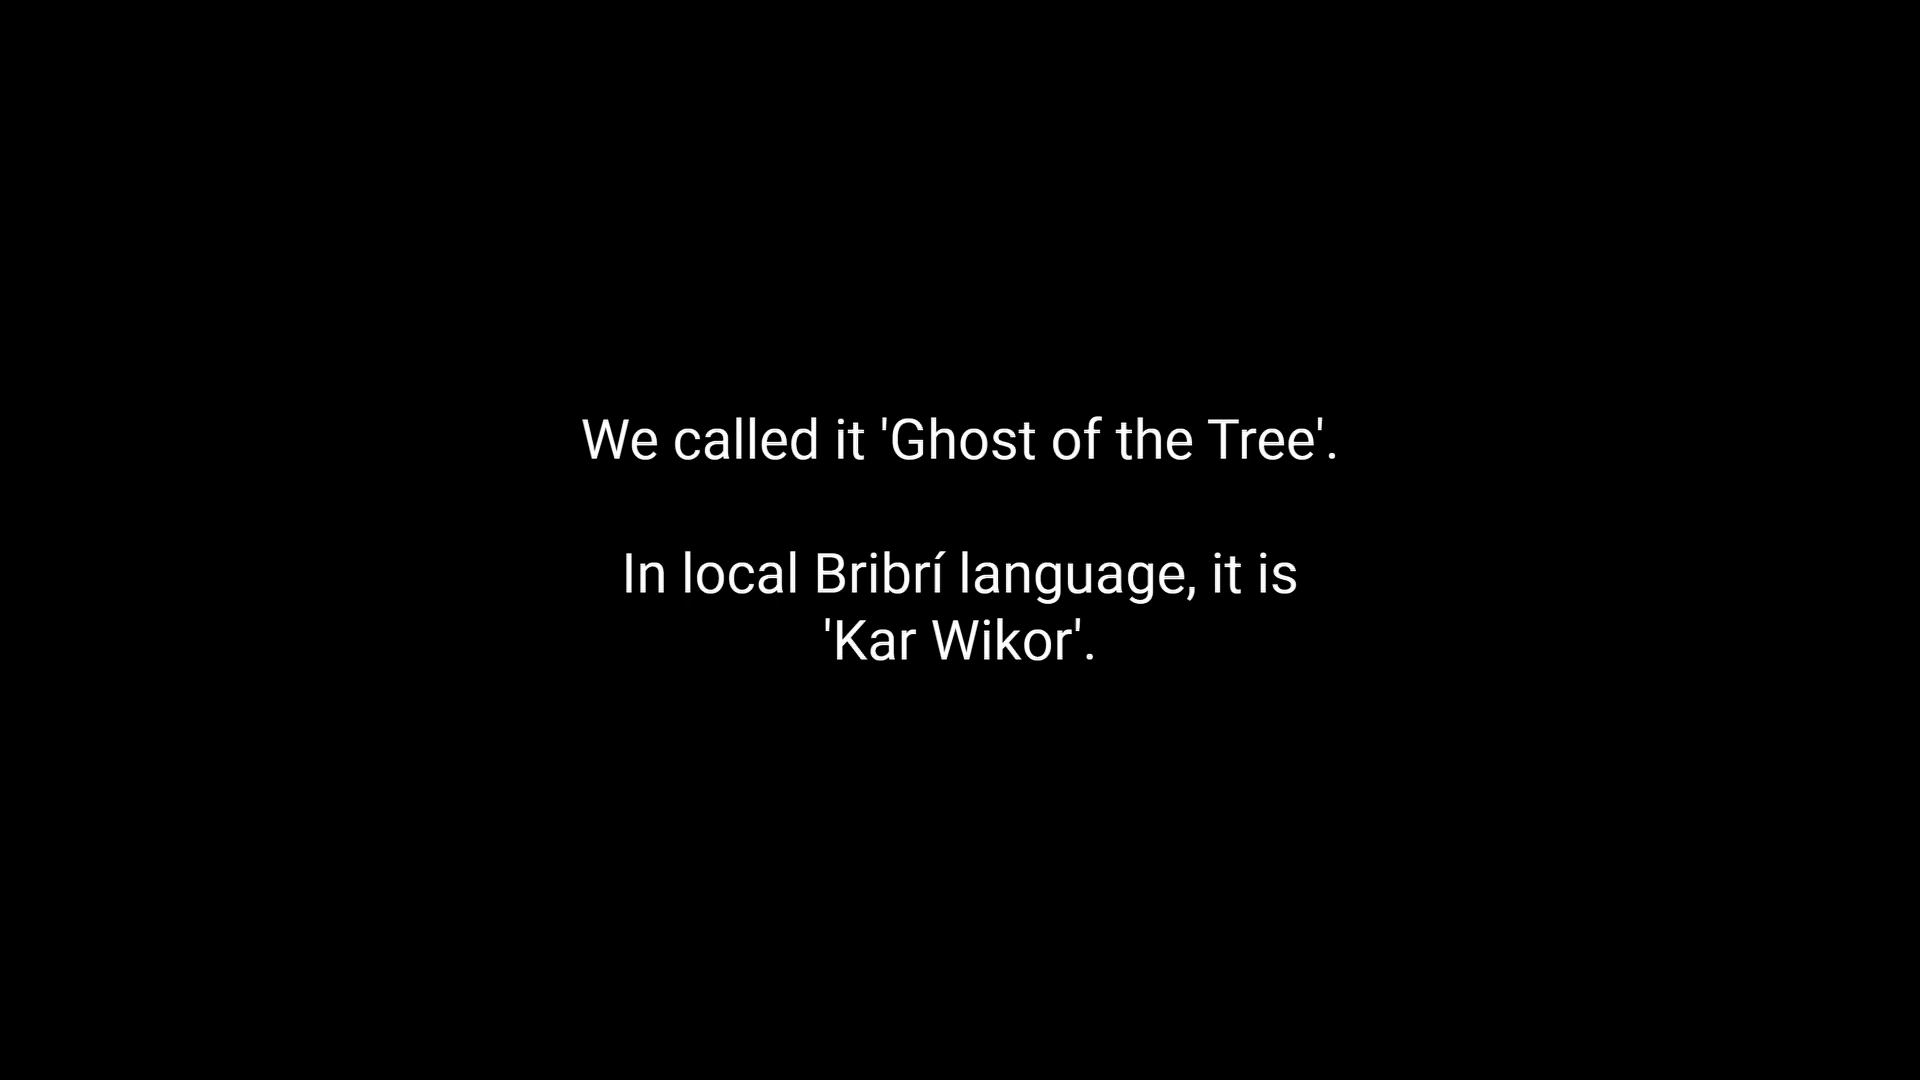 We called it 'Ghost of the Tree'.
In local Bribrí language, it is
'Kar Wikor'.